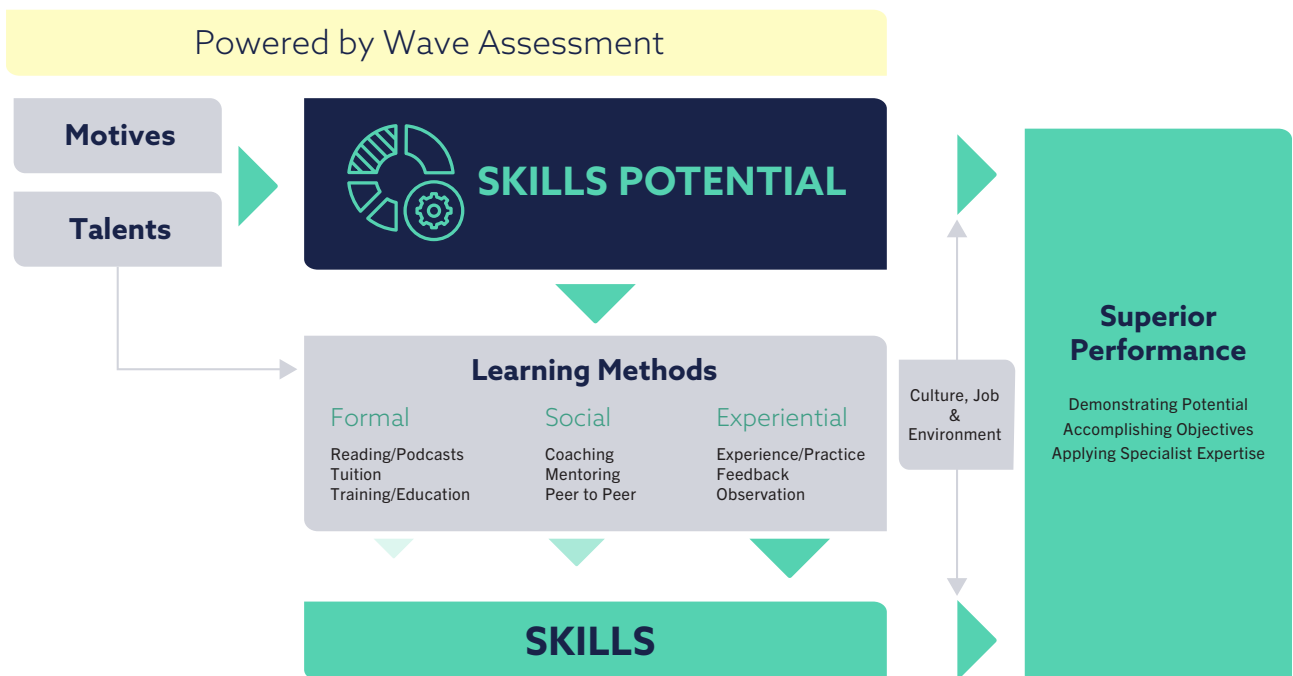 Powered by Wave Assessment
Motives
Talents
SKILLS POTENTIAL
Learning Methods
Formal
Reading/Podcasts
Tuition
Training/Education
Social
Coaching
Mentoring
Peer to Peer
Experiential
Experience/Practice
Feedback
Observation
Culture, Job
&
Environment
SKILLS
Superior
Performance
Demonstrating Potential
Accomplishing Objectives
Applying Specialist Expertise